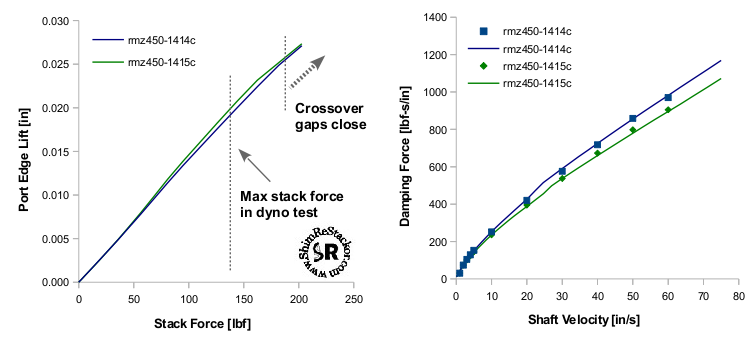 0.030
0.025
0.020
0.015
0.010
0.005
0.000
Port Edge Lift [in]
rmz450-1414c
rmz450-1415c
Crossover
gaps close
Max stack force
in dyno test
www.ShimReStackor.com
SR
0 50 100 150 200 250
Stack Force [lbf]
1400
1200
1000
800
600
400
200
0
Damping Force [lbf-s/in]
rmz450-1414c
rmz450-1414c
rmz450-1415c
rmz450-1415c
0 10 20 30 40 50 60 70 80
Shaft Velocity [in/s]